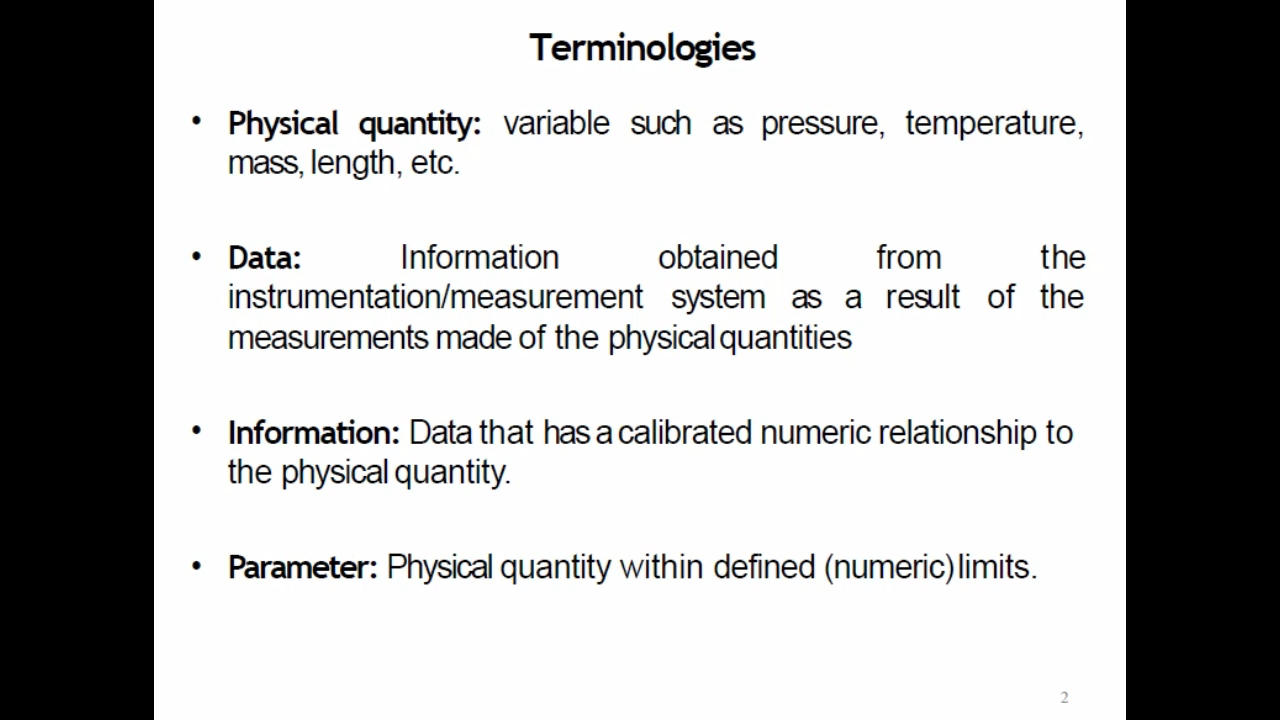 Terminologies
• Physical quantity: variable such as pressure, temperature,
mass, length, etc.
• Data: Information obtained from the
instrumentation/measurement system as a result of the
measurements made of the physical quantities
• Information: Data that has a calibrated numeric relationship to
the physical quantity.
• Parameter: Physical quantity within defined (numeric) limits.
2